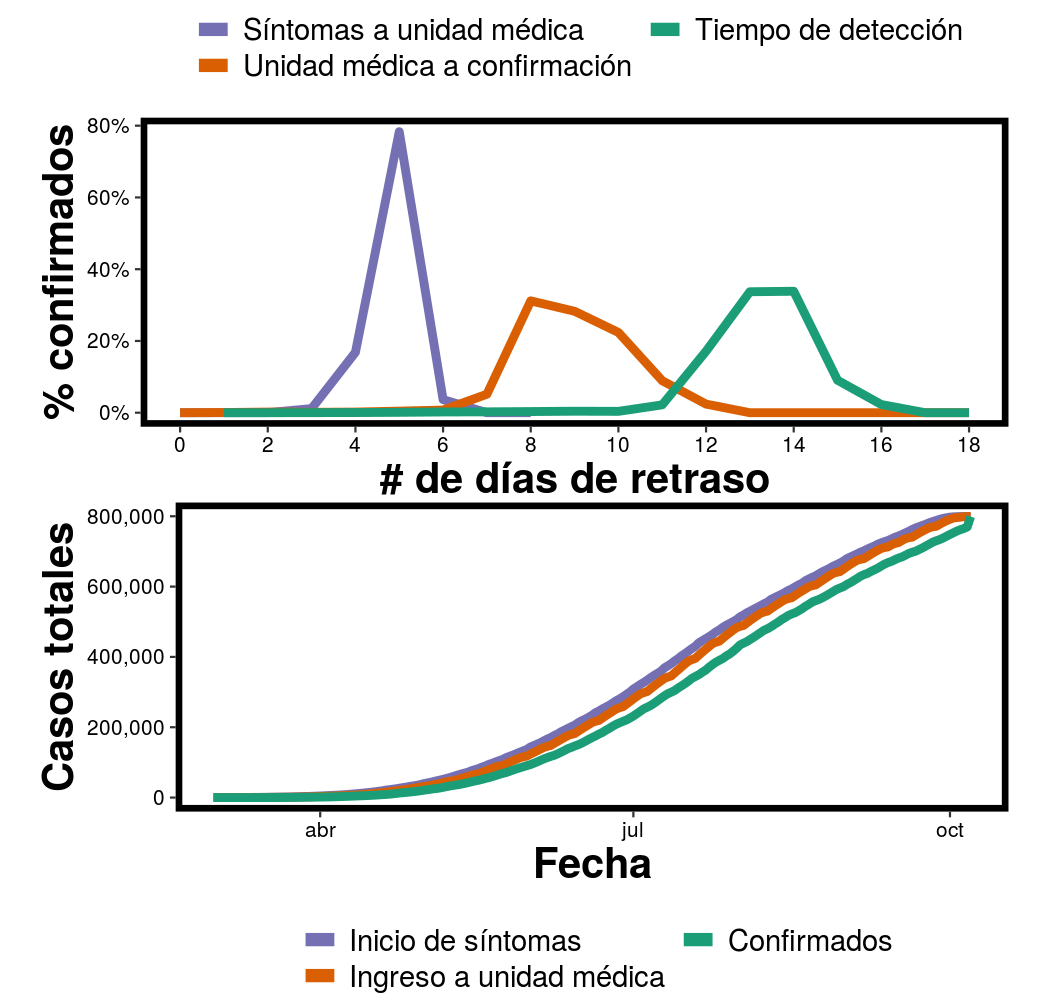 Síntomas a unidad médica
Tiempo de detección
Unidad médica a confirmación
% confirmados
80%
60%
40%
20%
0%
0 2 4 6 8 10 12 14 16 18
# de días de retraso
Casos totales
800,000
600,000
400,000
200,000
0
abr jul oct
Fecha
Inicio de síntomas
Confirmados
Ingreso a unidad médica